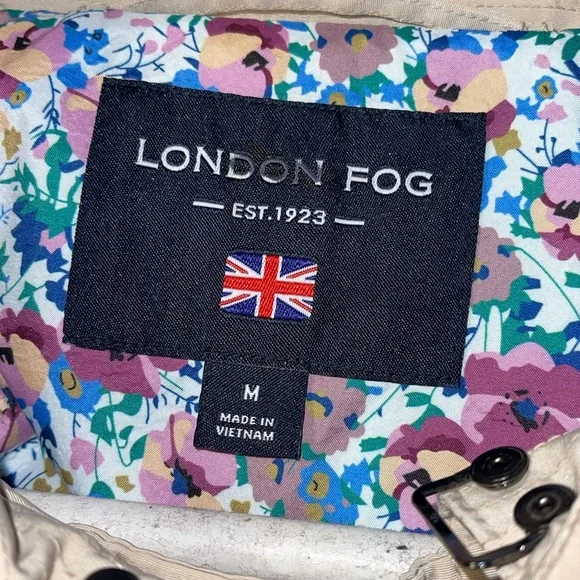 LONDON FOG
— EST.1923 —
M
MADE IN
VIETNAM